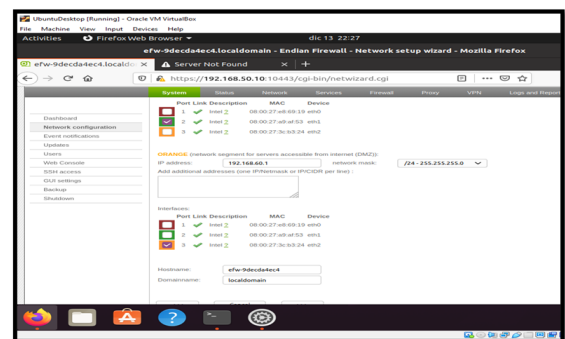 UbuntuDesktop [Running] - Oracle VM VirtualBox
File Machine View Input Devices Help
Activities Firefox Web Browser dic 13 22:27
efw-9decda4ec4.localdomain - Endian Firewall - Network setup wizard - Mozilla Firefox
efw-9decda4ec4.localdo × Server Not Found × +
https://192.168.50.10:10443/cgi-bin/netwizard.cgi
System Status Network Services Firewall Proxy VPN Logs and Report
Dashboard
Network configuration
Event notifications
Updates
Users
Web Console
SSH access
GUI settings
Backup
Shutdown
Port Link Description MAC Device
1 Intel ? 08:00:27:e8:69:19 eth0
2 Intel ? 08:00:27:a9:af:53 eth1
3 Intel ? 08:00:27:3c:b3:24 eth2
ORANGE (network segment for servers accessible from internet (DMZ)):
IP address: 192.168.60.1 network mask: /24 - 255.255.255.0
Add additional addresses (one IP/Netmask or IP/CIDR per line) :
Interfaces:
Port Link Description MAC Device
1 Intel ? 08:00:27:e8:69:19 eth0
2 Intel ? 08:00:27:a9:af:53 eth1
3 Intel ? 08:00:27:3c:b3:24 eth2
Hostname: efw-9decda4ec4
Domainname: localdomain